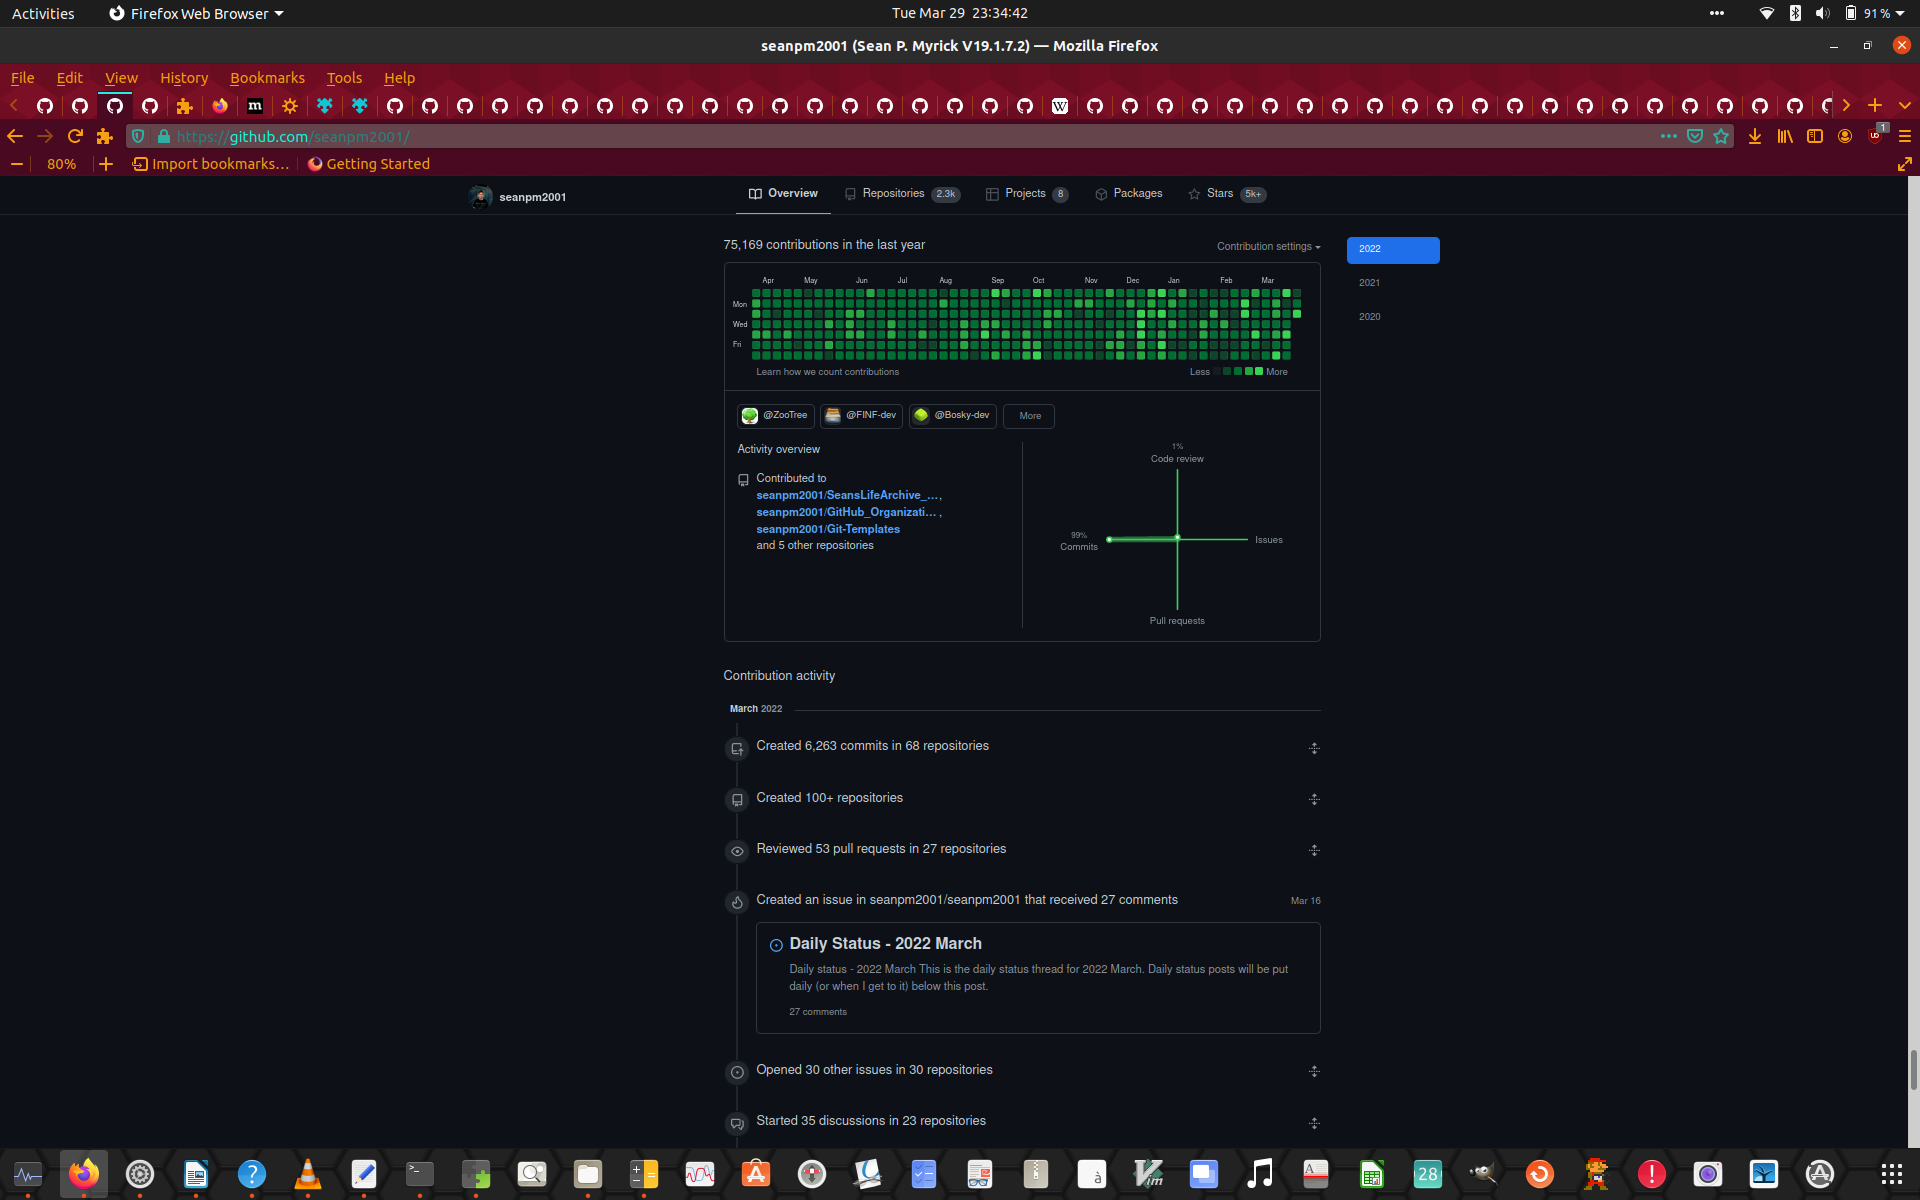 Activities
Firefox Web Browser
Tue Mar 29 23:34:42
91 %
seanpm2001 (Sean P. Myrick V19.1.7.2) — Mozilla Firefox
File Edit View History Bookmarks Tools Help
https://github.com/seanpm2001/
1
80%
Import bookmarks…
Getting Started
seanpm2001
Overview
Repositories 2.3k
Projects 8
Packages
Stars 5k+
75,169 contributions in the last year
Contribution settings
2022
2021
2020
Apr May Jun Jul Aug Sep Oct Nov Dec Jan Feb Mar
Mon
Wed
Fri
Learn how we count contributions
Less
More
@ZooTree
@FINF-dev
@Bosky-dev
More
Activity overview
Contributed to
seanpm2001/SeansLifeArchive_… ,
seanpm2001/GitHub_Organizati… ,
seanpm2001/Git-Templates
and 5 other repositories
1%
Code review
99%
Commits
Issues
Pull requests
Contribution activity
March 2022
Created 6,263 commits in 68 repositories
Created 100+ repositories
Reviewed 53 pull requests in 27 repositories
Created an issue in seanpm2001/seanpm2001 that received 27 comments
Mar 16
Daily Status - 2022 March
Daily status - 2022 March This is the daily status thread for 2022 March. Daily status posts will be put
daily (or when I get to it) below this post.
27 comments
Opened 30 other issues in 30 repositories
Started 35 discussions in 23 repositories
28